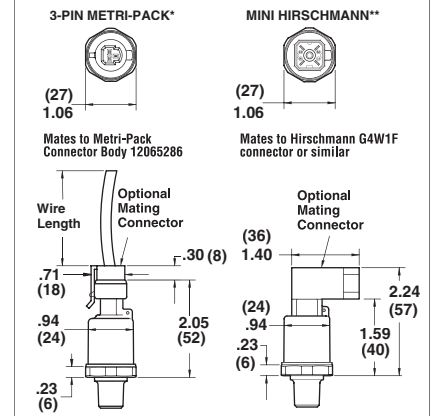 3-PIN METRI-PACK*
(27)
1.06
Mates to Metri-Pack
Connector Body 12065286
Wire
Length
Optional
Mating
Connector
.30 (8)
.71
(18)
.94
(24)
2.05
(52)
.23
(6)
MINI HIRSCHMANN**
(27)
1.06
Mates to Hirschmann G4W1F
connector or similar
Optional
Mating
Connector
(36)
1.40
2.24
(57)
(24)
.94
1.59
(40)
.23
(6)